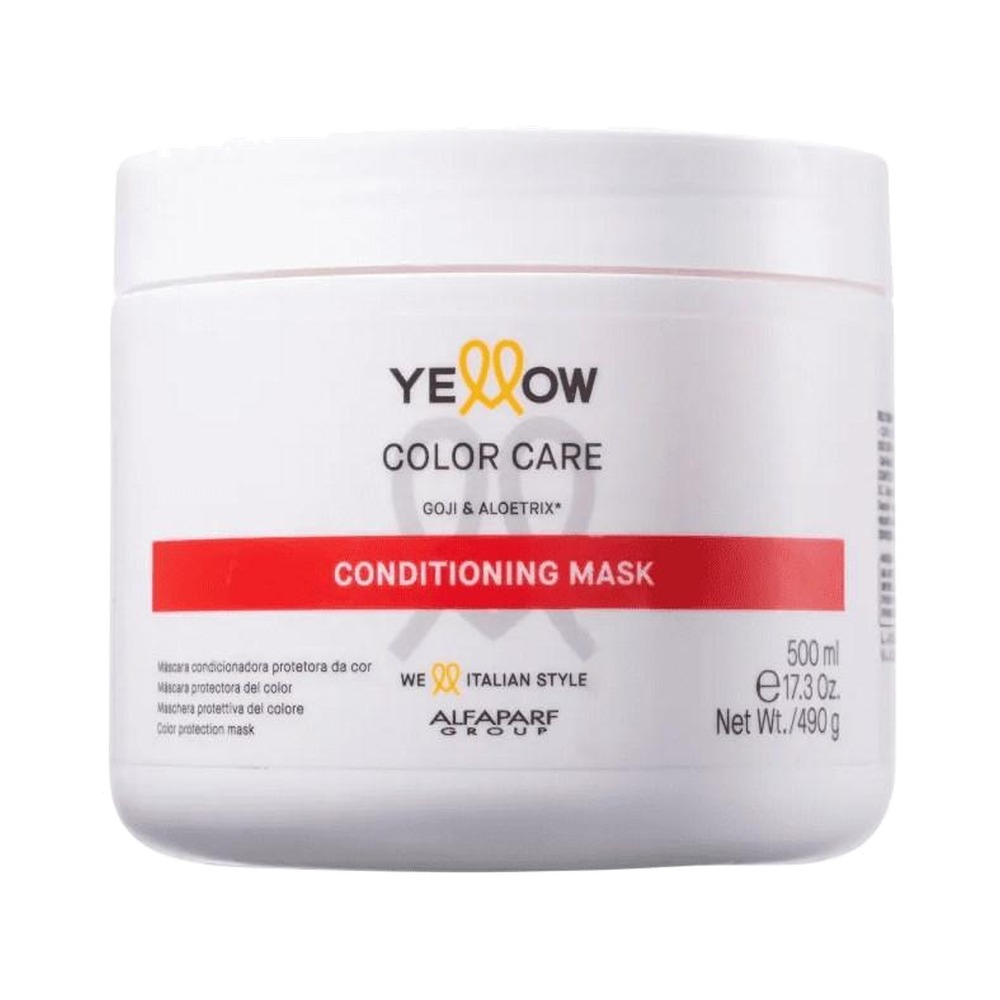 YELLOW
COLOR CARE
GOJI & ALOETRIX*
CONDITIONING MASK
Máscara condicionadora protetora da cor
Máscara protectora del color
Maschera protettiva del colore
Color protection mask
WE ITALIAN STYLE
ALFAPARF
GROUP
500 ml
℮17.3 Oz.
Net Wt./490 g